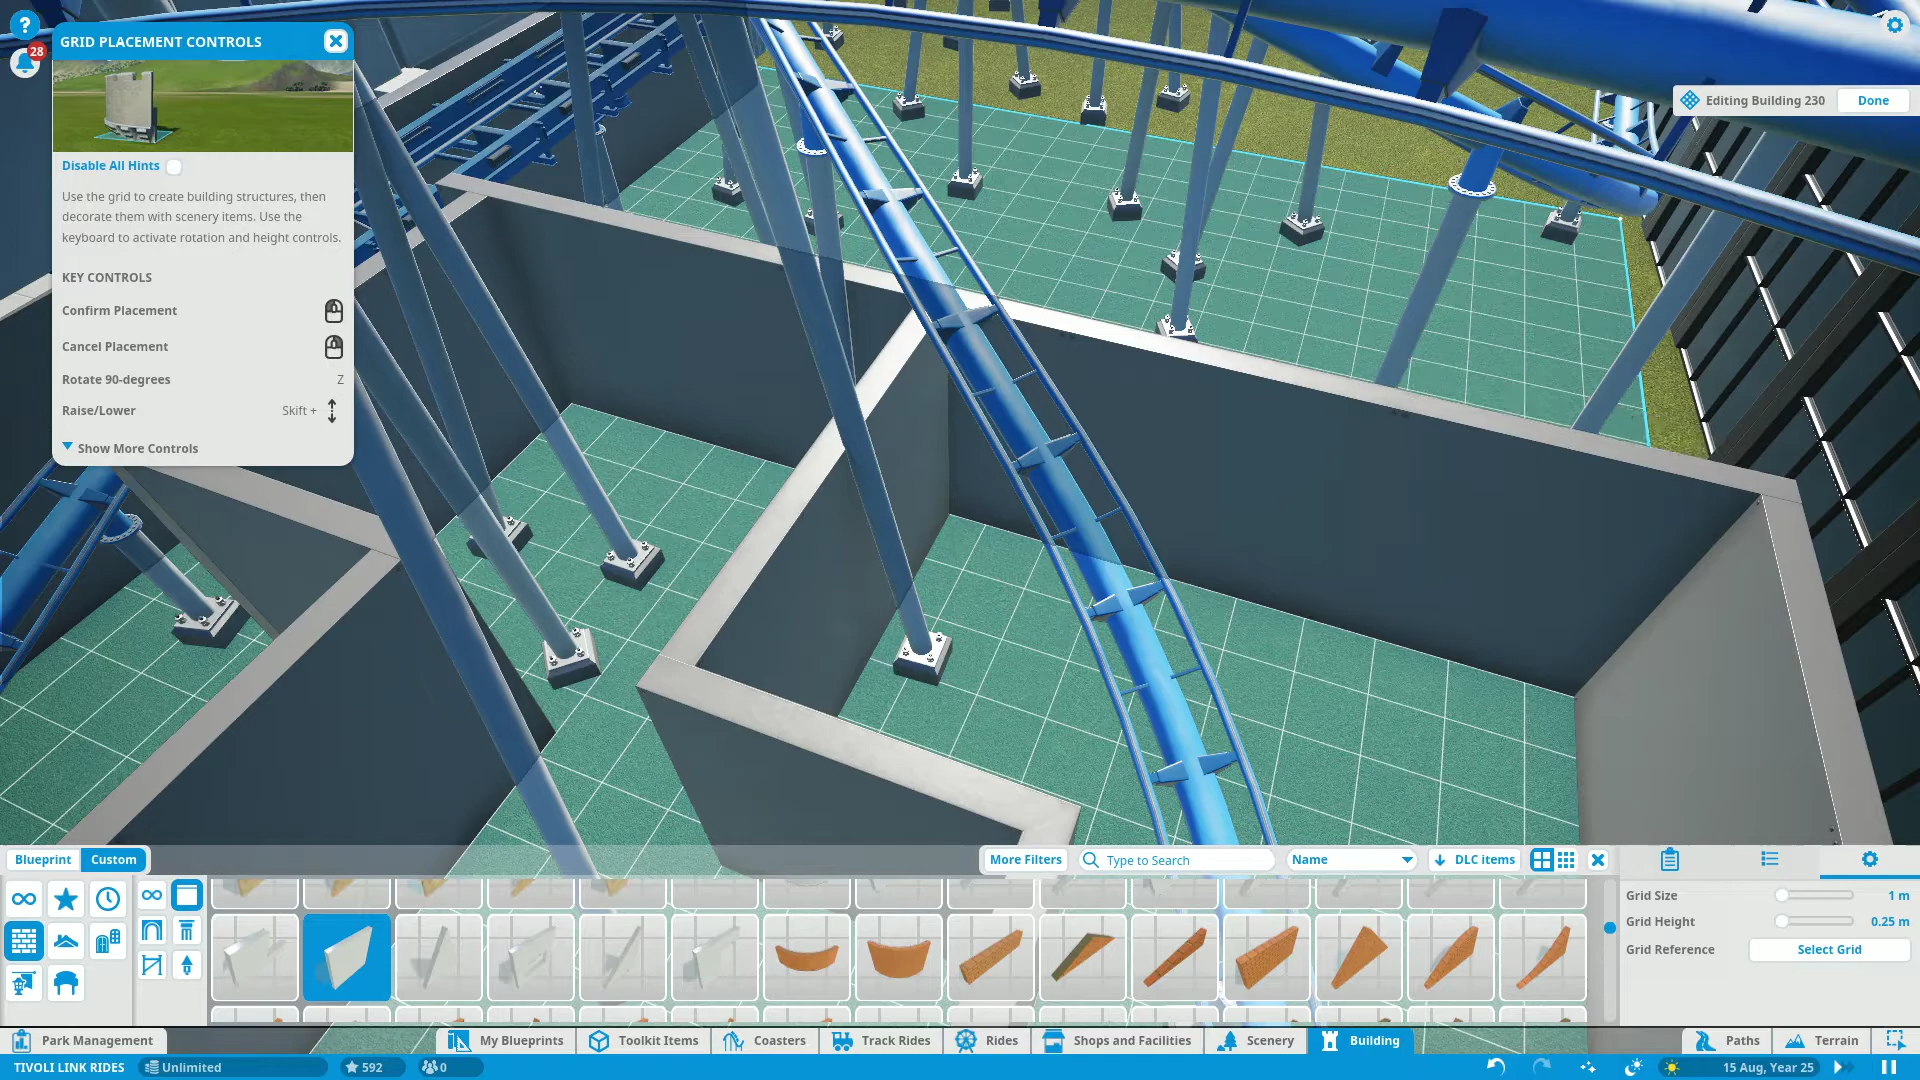 ?
28
GRID PLACEMENT CONTROLS
Disable All Hints
Use the grid to create building structures, then
decorate them with scenery items. Use the
keyboard to activate rotation and height controls.
KEY CONTROLS
Confirm Placement
Cancel Placement
Rotate 90-degrees Z
Raise/Lower Skift +
Show More Controls
Editing Building 230 Done
Blueprint Custom
More Filters Type to Search Name DLC items
Grid Size 1 m
Grid Height 0.25 m
Grid Reference Select Grid
Park Management My Blueprints Toolkit Items Coasters Track Rides Rides Shops and Facilities Scenery Building Paths Terrain
TIVOLI LINK RIDES Unlimited 592 0 15 Aug, Year 25